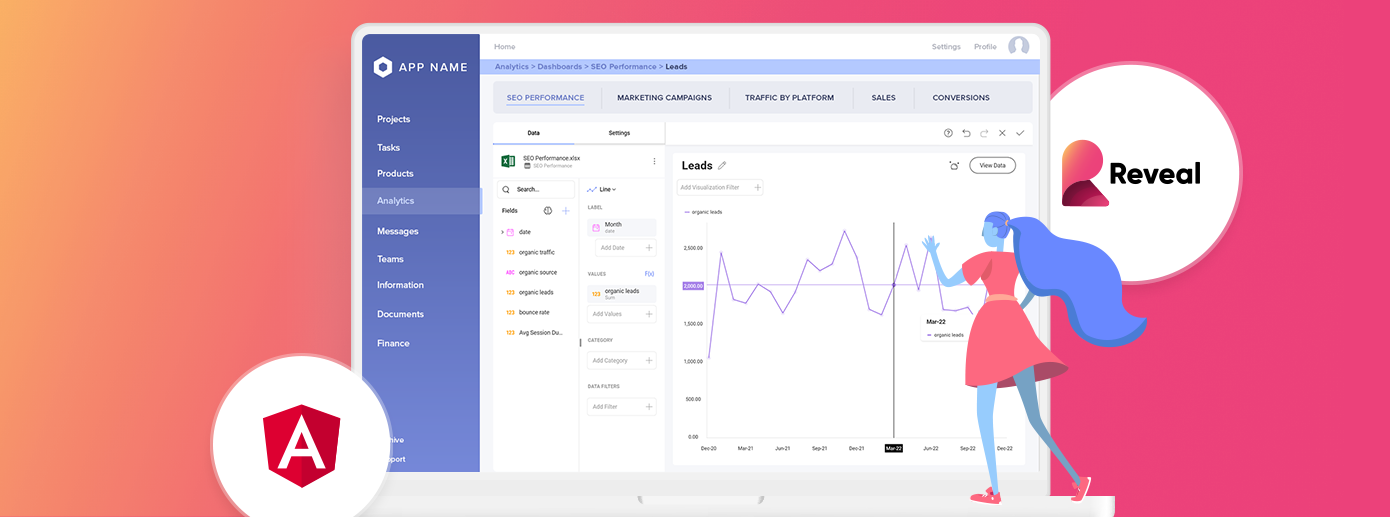 Home
Settings
Profile
APP NAME
Analytics > Dashboards > SEO Performance > Leads
SEO PERFORMANCE
MARKETING CAMPAIGNS
TRAFFIC BY PLATFORM
SALES
CONVERSIONS
Projects
Tasks
Products
Analytics
Messages
Teams
Information
Documents
Finance
Data
Settings
SEO Performance.xlsx
SEO Performance
Search...
Fields
date
123 organic traffic
ABC organic source
123 organic leads
123 bounce rate
123 Avg Session Du...
Line
LABEL
Month
date
Add Date
VALUES
F(x)
123 organic leads
Sum
Add Values
CATEGORY
Add Category
DATA FILTERS
Add Filter
Leads
View Data
Add Visualization Filter
organic leads
2,500.00
2,000.00
1,500.00
1,000.00
500.00
0.00
Dec-20
Mar-21
Jun-21
Sep-21
Dec-21
Mar-22
Jun-22
Sep-22
Dec-22
Mar-22
organic leads
Reveal
A